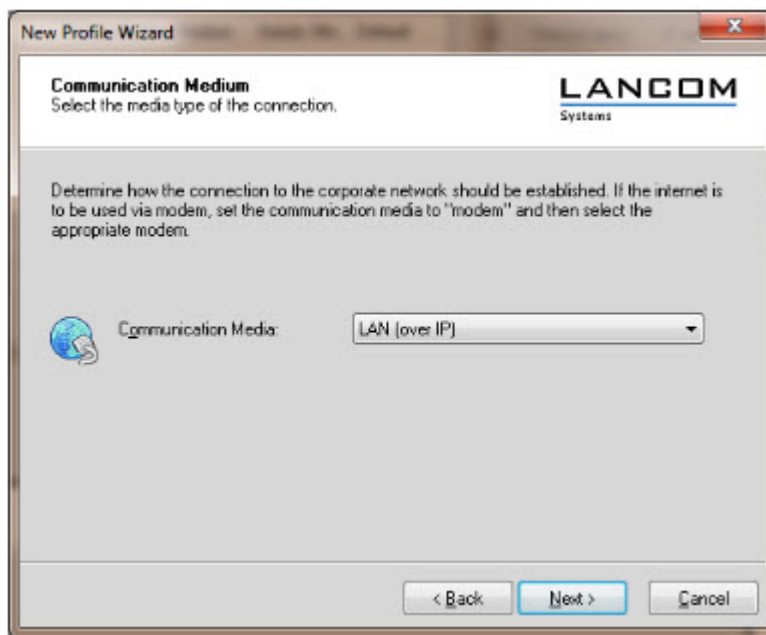 New Profile Wizard
Communication Medium
Select the media type of the connection.
LANCOM
Systems
Determine how the connection to the corporate network should be established. If the internet is
to be used via modem, set the communication media to "modem" and then select the
appropriate modem.
Communication Media: LAN (over IP)
< Back Next > Cancel